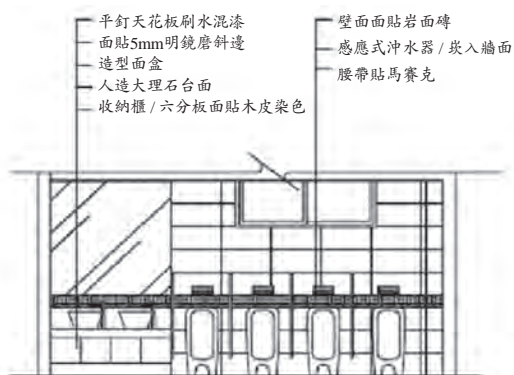 平釘天花板刷水混漆
面貼5mm明鏡磨斜邊
造型面盆
人造大理石台面
收納櫃 / 六分板面貼木皮染色
壁面面貼岩面磚
感應式沖水器 / 崁入牆面
腰帶貼馬賽克